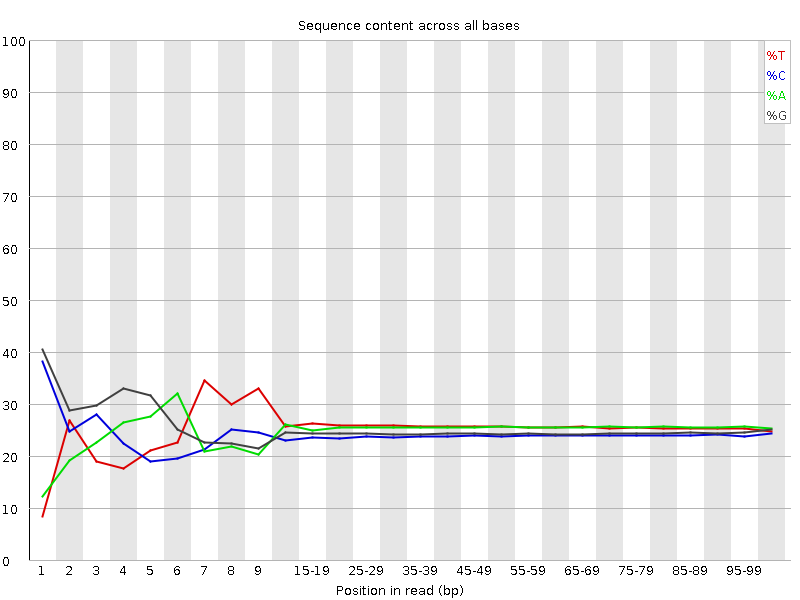 Sequence content across all bases
100
90
80
70
60
50
40
30
20
10
0
%T
%C
%A
%G
1 2 3 4 5 6 7 8 9 15-19 25-29 35-39 45-49 55-59 65-69 75-79 85-89 95-99
Position in read (bp)